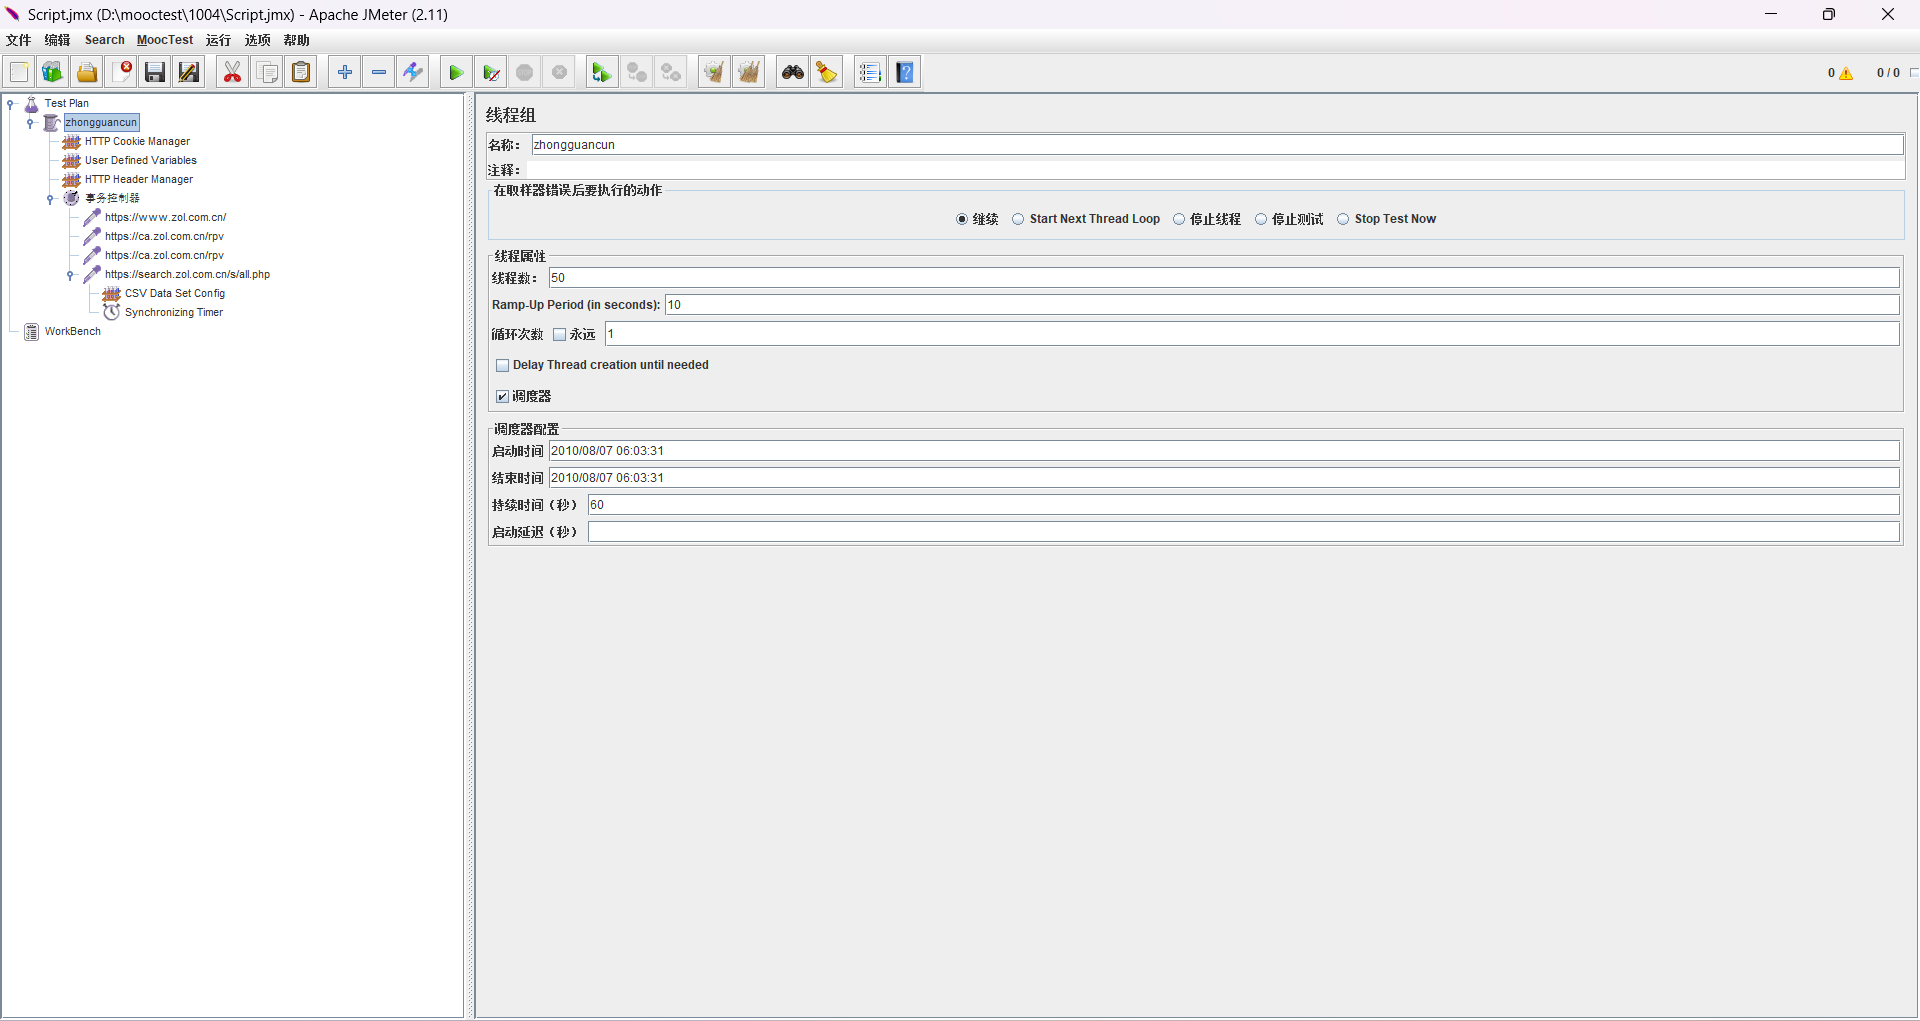 Script.jmx (D:\mooctest\1004\Script.jmx) - Apache JMeter (2.11)
文件 编辑 Search MoocTest 运行 选项 帮助
0 0 / 0
Test Plan
zhongguancun
HTTP Cookie Manager
User Defined Variables
HTTP Header Manager
事务控制器
https://www.zol.com.cn/
https://ca.zol.com.cn/rpv
https://ca.zol.com.cn/rpv
https://search.zol.com.cn/s/all.php
CSV Data Set Config
Synchronizing Timer
WorkBench
线程组
名称： zhongguancun
注释：
在取样器错误后要执行的动作
继续 Start Next Thread Loop 停止线程 停止测试 Stop Test Now
线程属性
线程数： 50
Ramp-Up Period (in seconds): 10
循环次数 永远 1
Delay Thread creation until needed
调度器
调度器配置
启动时间 2010/08/07 06:03:31
结束时间 2010/08/07 06:03:31
持续时间（秒） 60
启动延迟（秒）